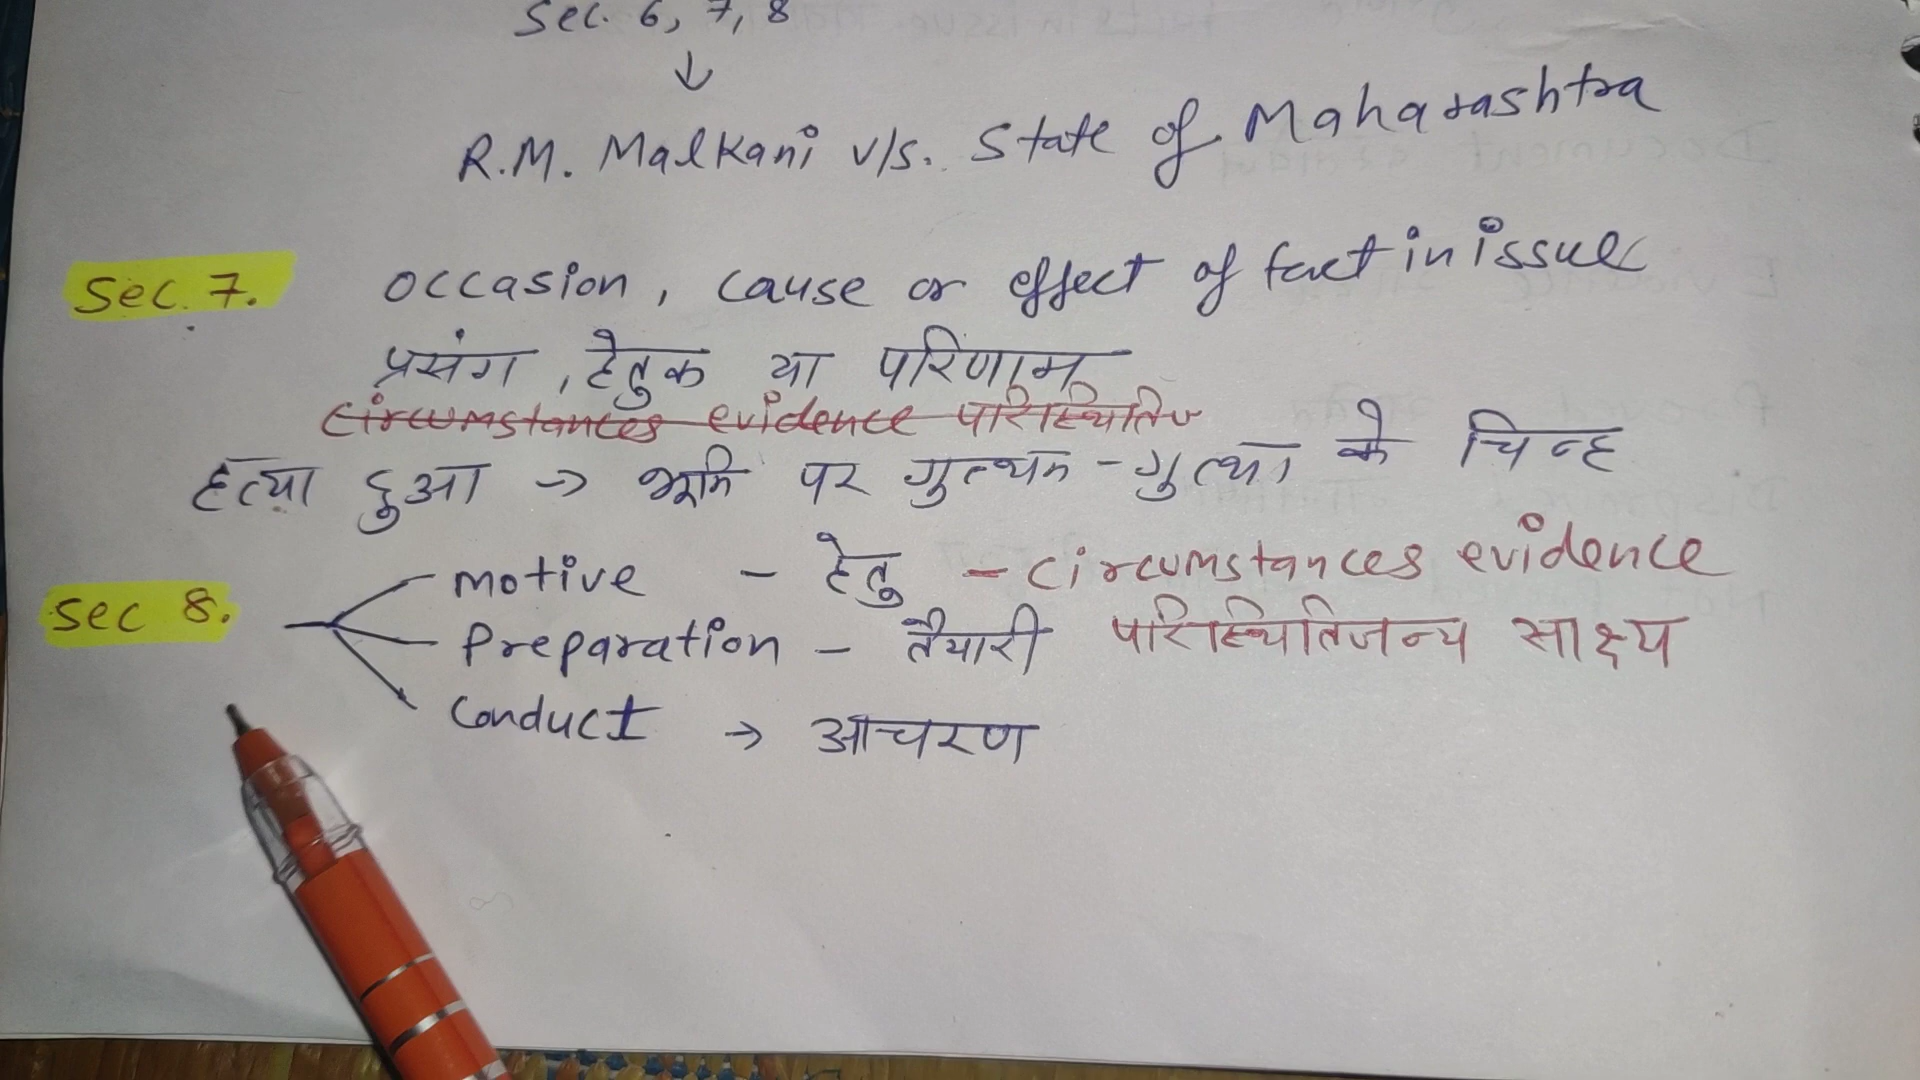 Sec. 6, 7, 8
↓
R.M. Malkani v/s. State of Maharashtra
Sec. 7. occasion, cause or effect of fact in issue
प्रसंग, हेतुक या परिणाम
circumstances evidence परिस्थितिज
हत्या हुआ → भूमि पर गुत्थम-गुत्था के चिन्ह
Motive - हेतु - circumstances evidence
Sec 8. Preparation - तैयारी परिस्थितिजन्य साक्ष्य
Conduct → आचरण